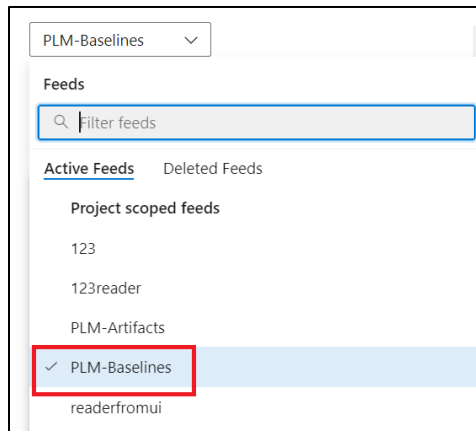 PLM-Baselines
Feeds
Filter feeds
Active Feeds Deleted Feeds
Project scoped feeds
123
123reader
PLM-Artifacts
PLM-Baselines
readerfromui